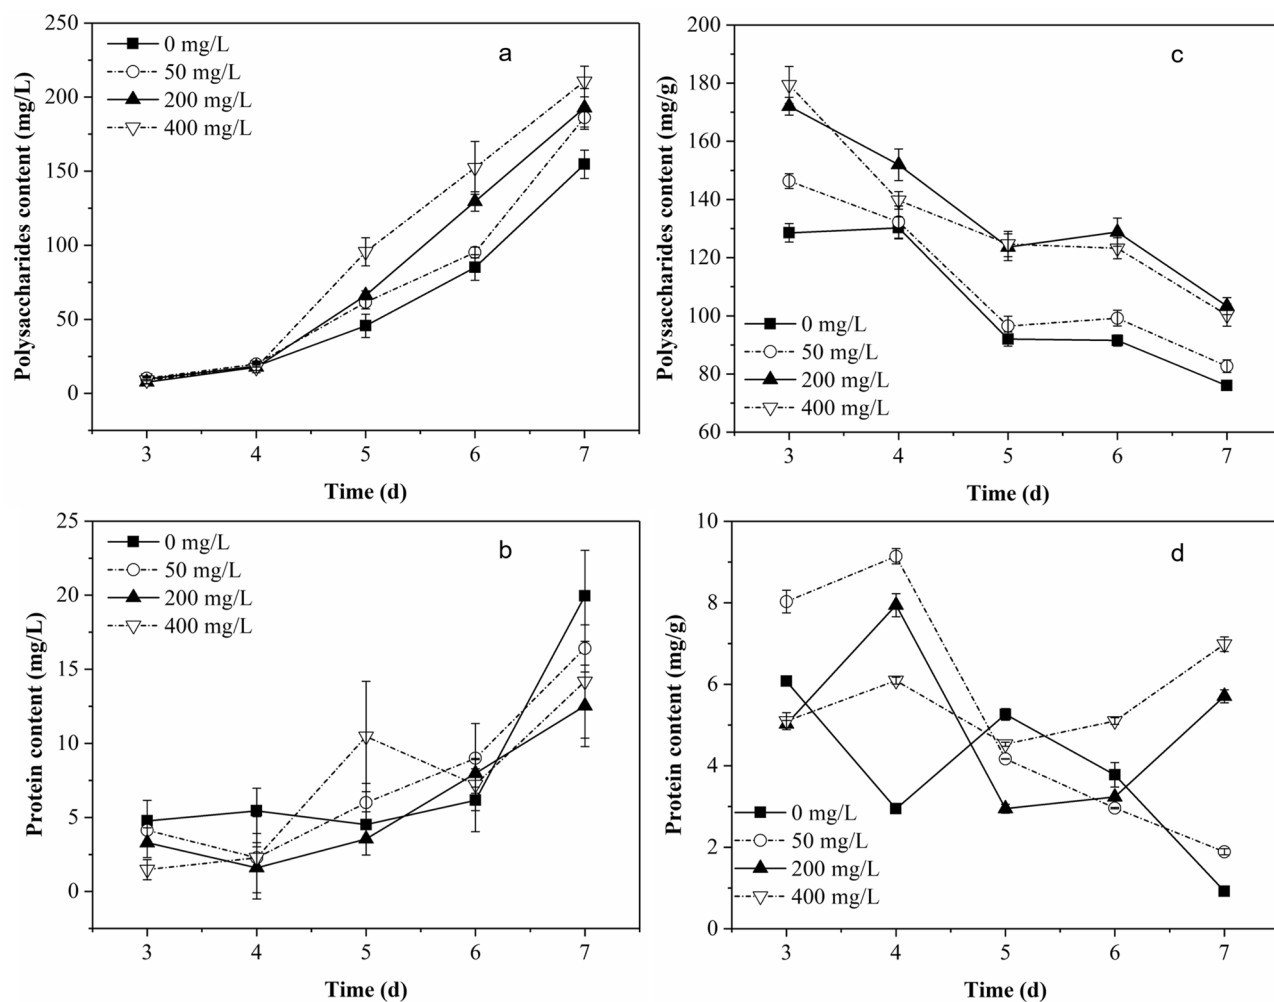 250
200
150
100
50
0
Polysaccharides content (mg/L)
0 mg/L
50 mg/L
200 mg/L
400 mg/L
a
3 4 5 6 7
Time (d)
200
180
160
140
120
100
80
60
Polysaccharides content (mg/g)
c
0 mg/L
50 mg/L
200 mg/L
400 mg/L
3 4 5 6 7
Time (d)
25
20
15
10
5
0
Protein content (mg/L)
0 mg/L
50 mg/L
200 mg/L
400 mg/L
b
3 4 5 6 7
Time (d)
10
8
6
4
2
0
Protein content (mg/g)
d
0 mg/L
50 mg/L
200 mg/L
400 mg/L
3 4 5 6 7
Time (d)